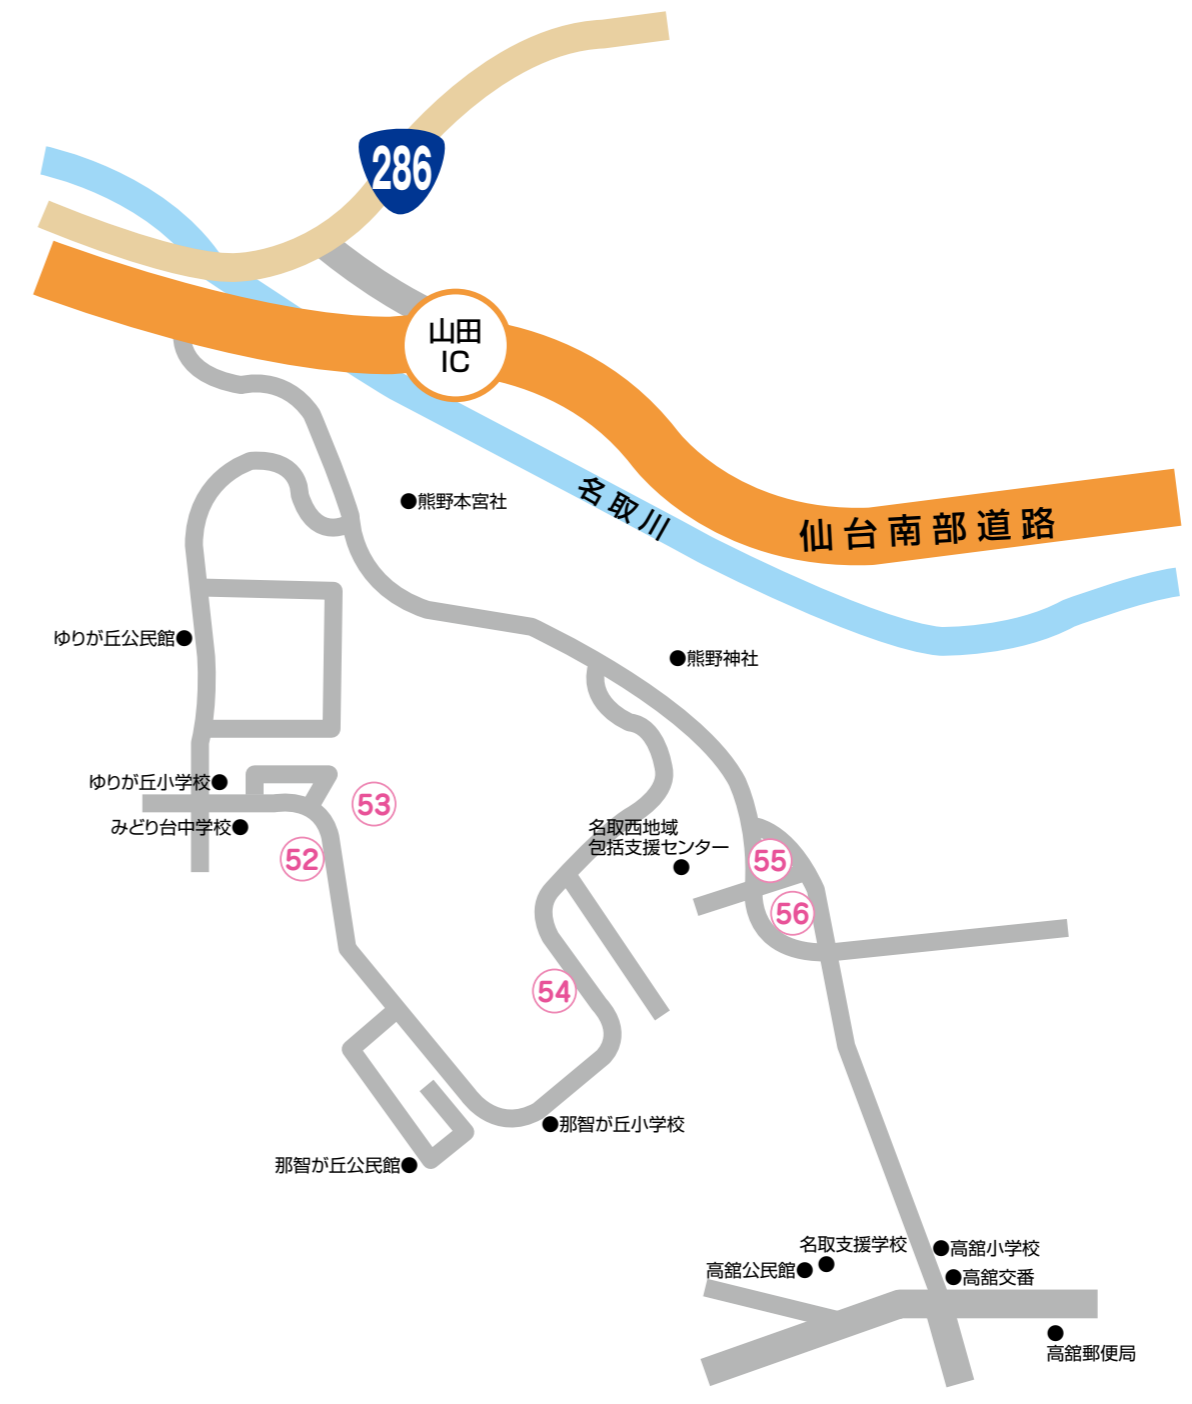 286
山田
IC
名取川
仙台南部道路
熊野本宮社
ゆりが丘公民館
熊野神社
ゆりが丘小学校
53
みどり台中学校
52
名取西地域
包括支援センター
55
56
54
那智が丘小学校
那智が丘公民館
名取支援学校
高舘小学校
高舘公民館
高舘交番
高舘郵便局